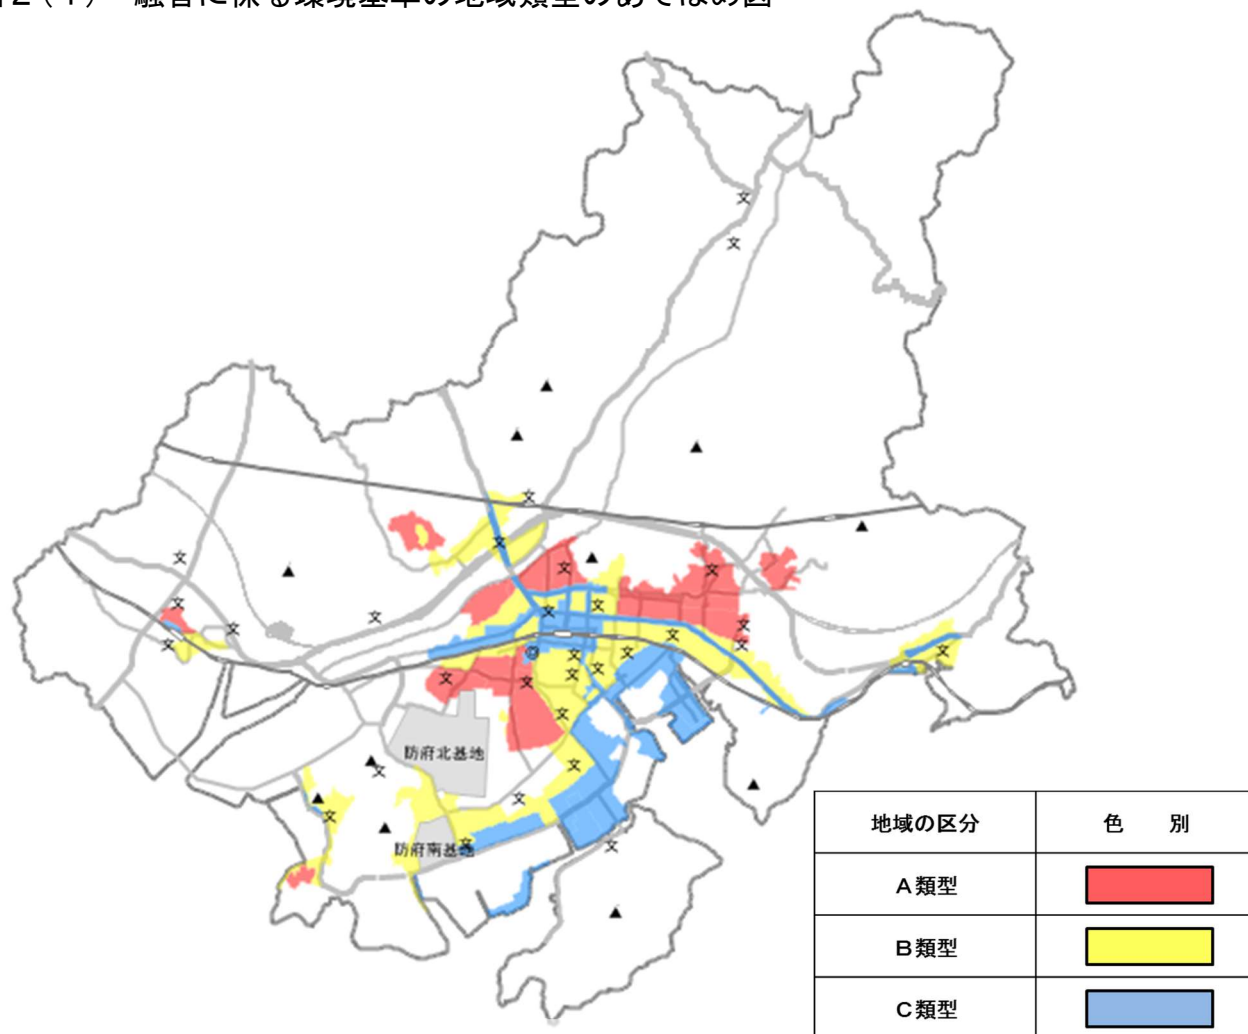 騒音に係る環境基準の地域類型のあてはめ図
防府北基地
防府南基地
地域の区分 色 別
A類型
B類型
C類型